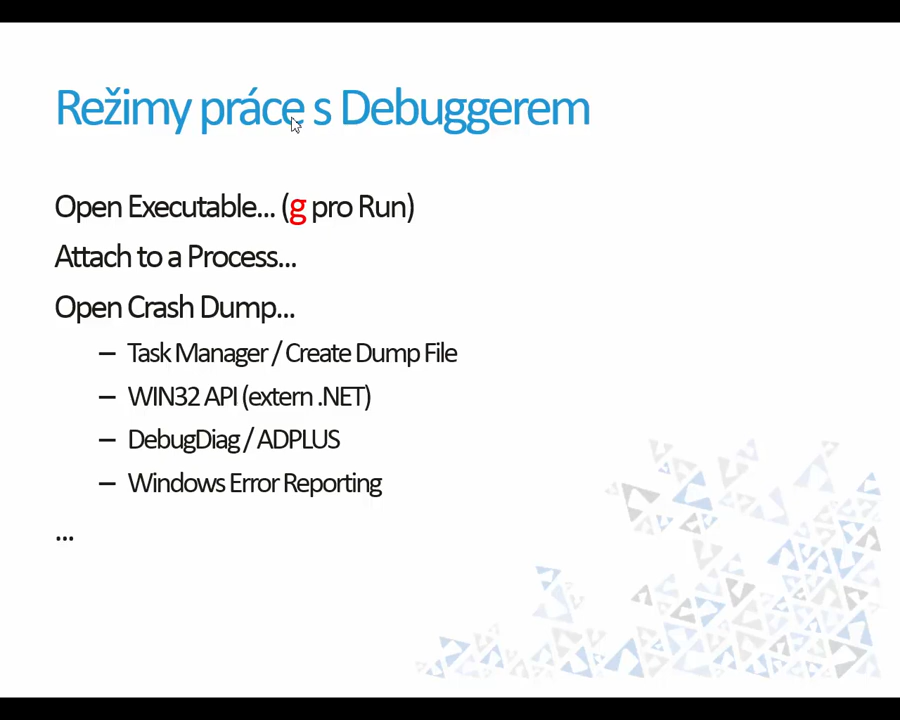 Režimy práce s Debuggerem
Open Executable... (g pro Run)
Attach to a Process...
Open Crash Dump...
– Task Manager / Create Dump File
– WIN32 API (extern .NET)
– DebugDiag / ADPLUS
– Windows Error Reporting
...